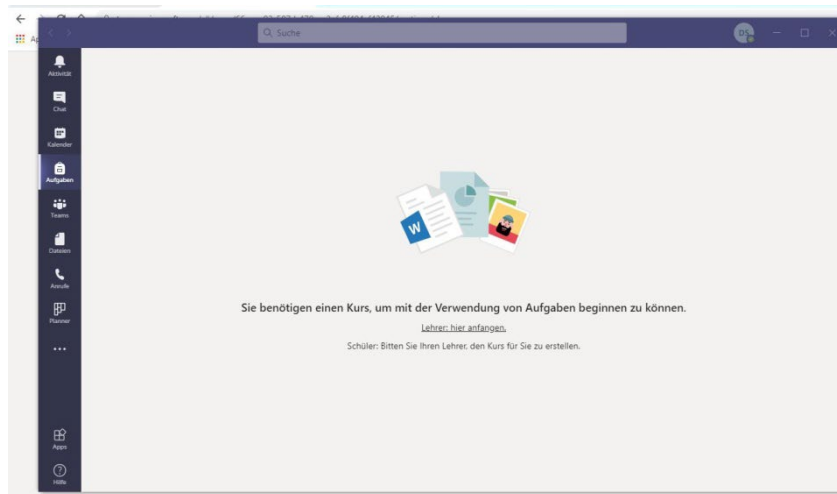 Suche
DS
Aktivität
Chat
Kalender
Aufgaben
Teams
Dateien
Anrufe
Planner
Apps
Hilfe
W
Sie benötigen einen Kurs, um mit der Verwendung von Aufgaben beginnen zu können.
Lehrer: hier anfangen.
Schüler: Bitten Sie Ihren Lehrer, den Kurs für Sie zu erstellen.